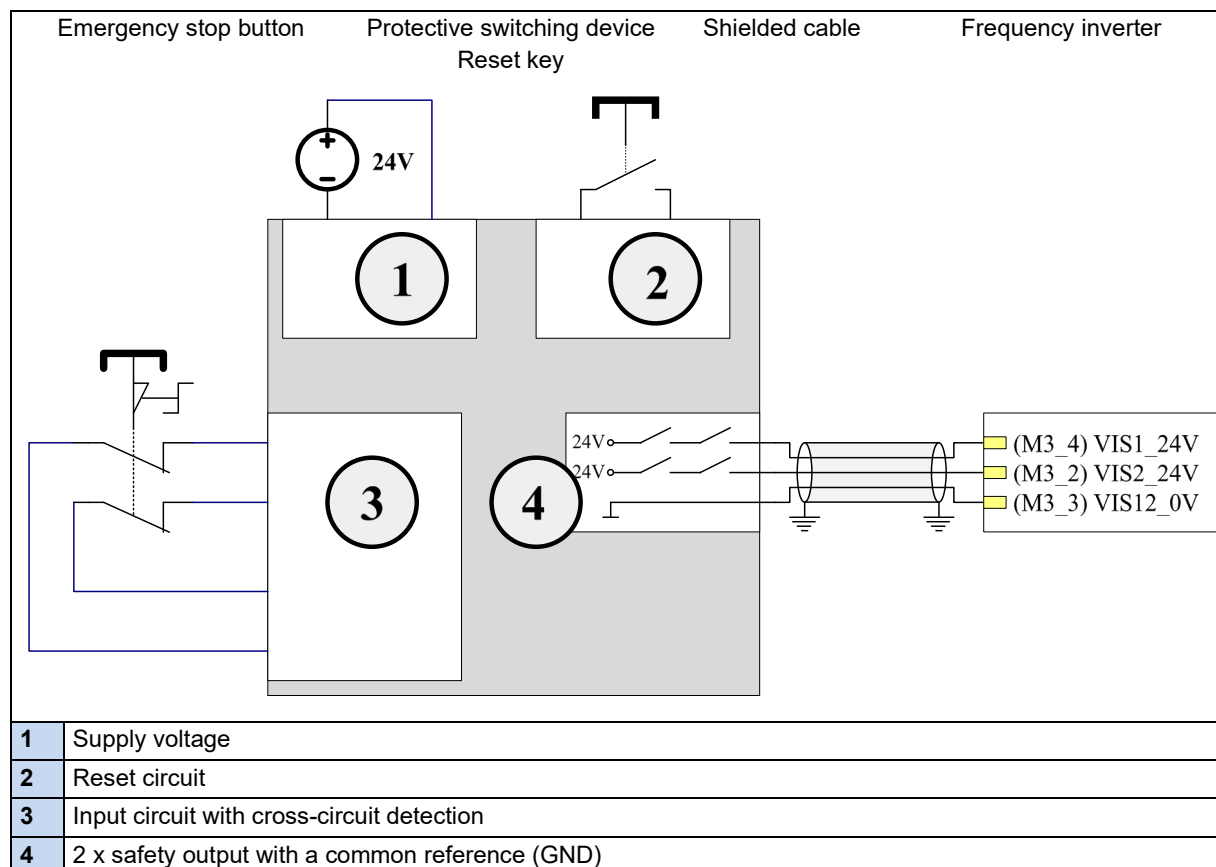 Emergency stop button Protective switching device Shielded cable Frequency inverter
Reset key
+
24V
−
1
2
24V
(M3_4) VIS1_24V
24V
(M3_2) VIS2_24V
3
4
(M3_3) VIS12_0V
1 Supply voltage
2 Reset circuit
3 Input circuit with cross-circuit detection
4 2 x safety output with a common reference (GND)